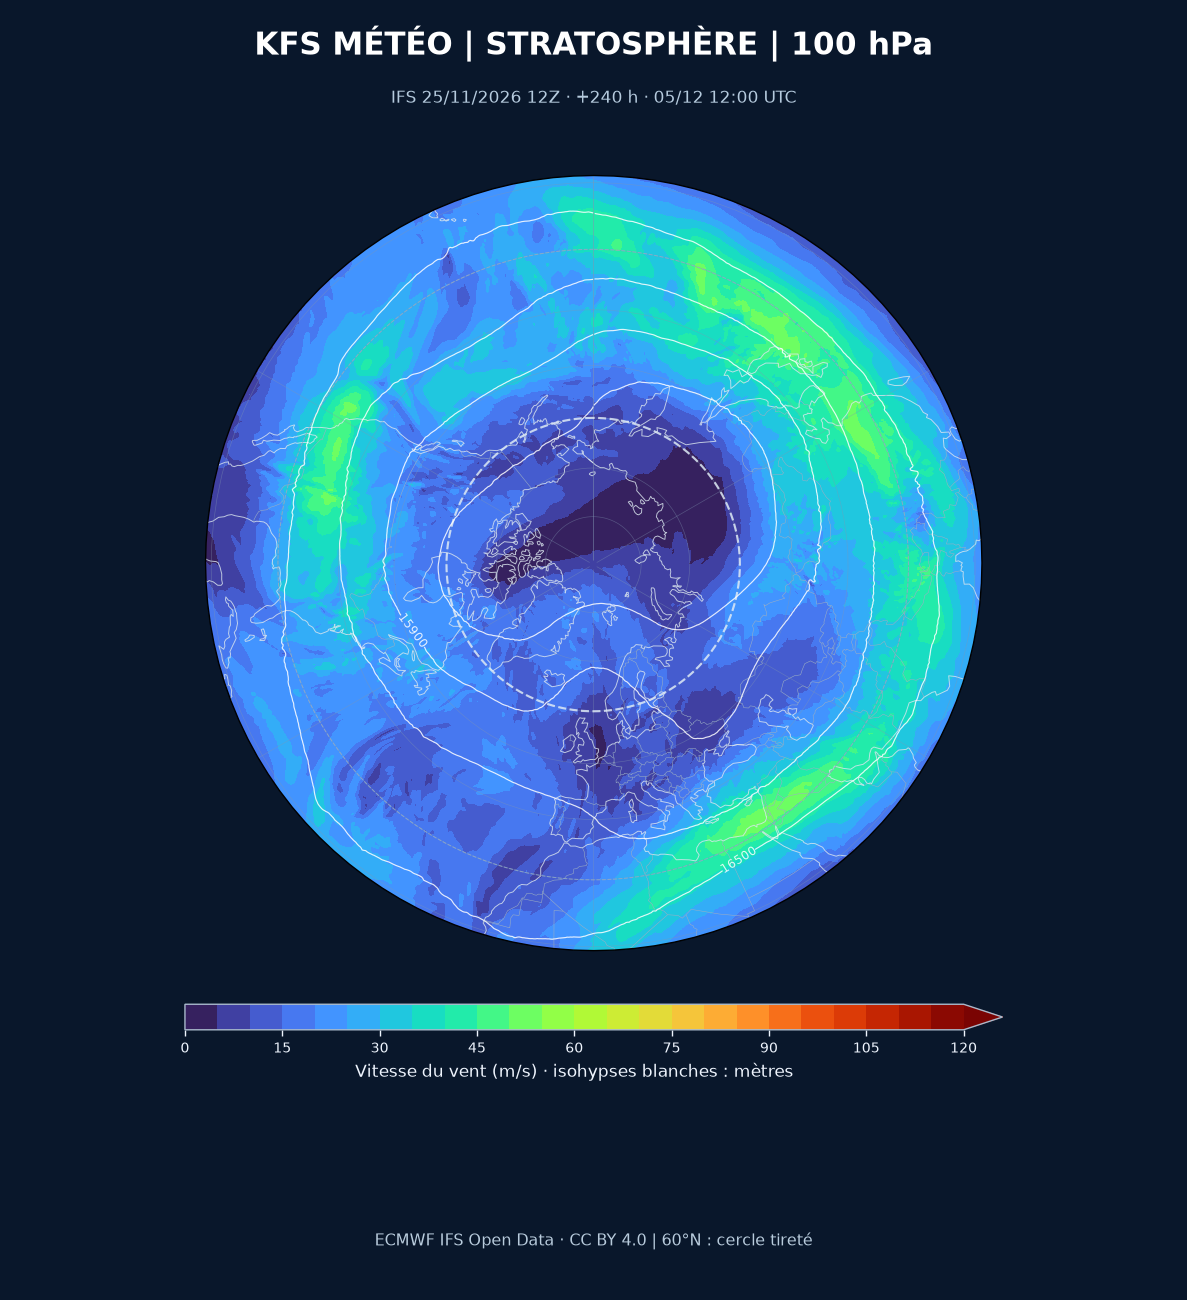 KFS MÉTÉO | STRATOSPHÈRE | 100 hPa
IFS 25/11/2026 12Z · +240 h · 05/12 12:00 UTC
15900
16500
0 15 30 45 60 75 90 105 120
Vitesse du vent (m/s) · isohypses blanches : mètres
ECMWF IFS Open Data · CC BY 4.0 | 60°N : cercle tireté